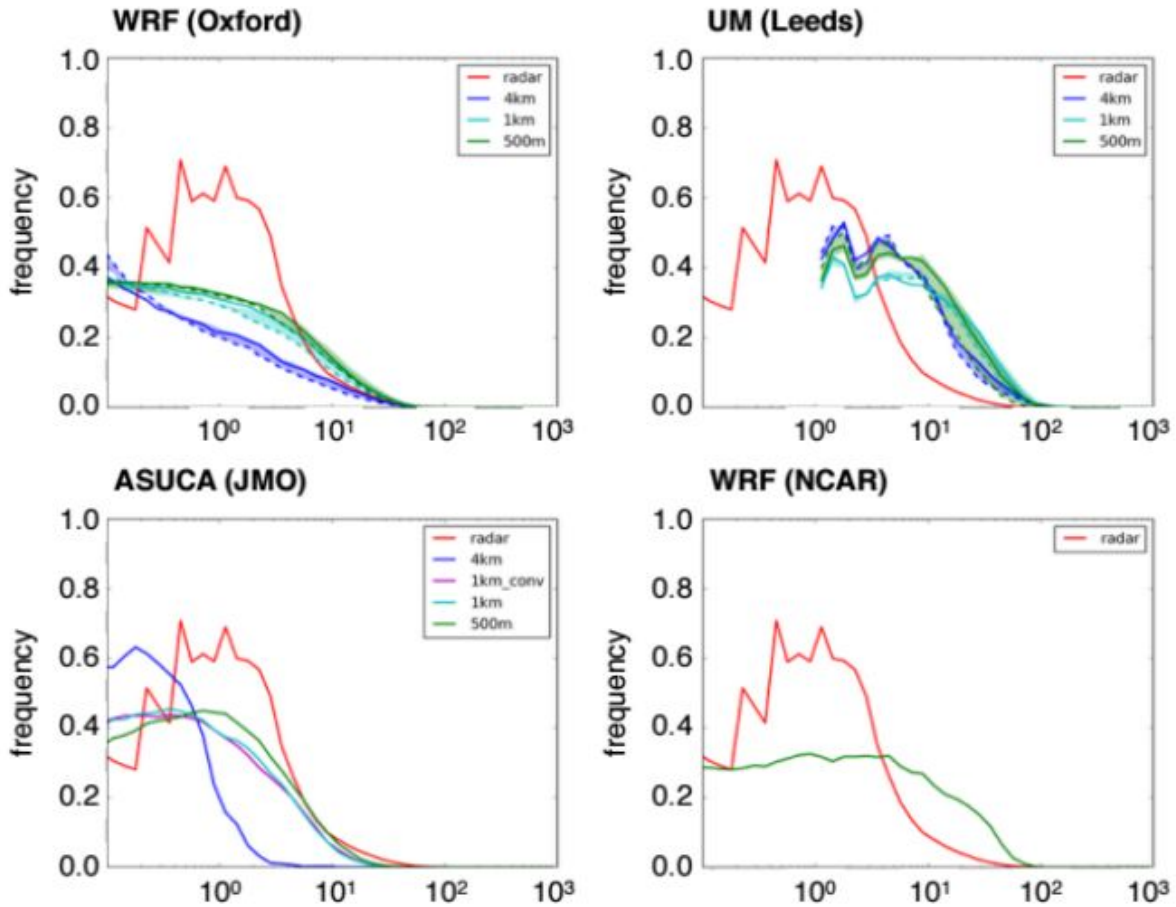 WRF (Oxford)
1.0
0.8
0.6
0.4
0.2
0.0
frequency
radar
4km
1km
500m
10⁰
10¹
10²
10³
UM (Leeds)
1.0
0.8
0.6
0.4
0.2
0.0
frequency
radar
4km
1km
500m
10⁰
10¹
10²
10³
ASUCA (JMO)
1.0
0.8
0.6
0.4
0.2
0.0
frequency
radar
4km
1km_conv
1km
500m
10⁰
10¹
10²
10³
WRF (NCAR)
1.0
0.8
0.6
0.4
0.2
0.0
frequency
radar
10⁰
10¹
10²
10³